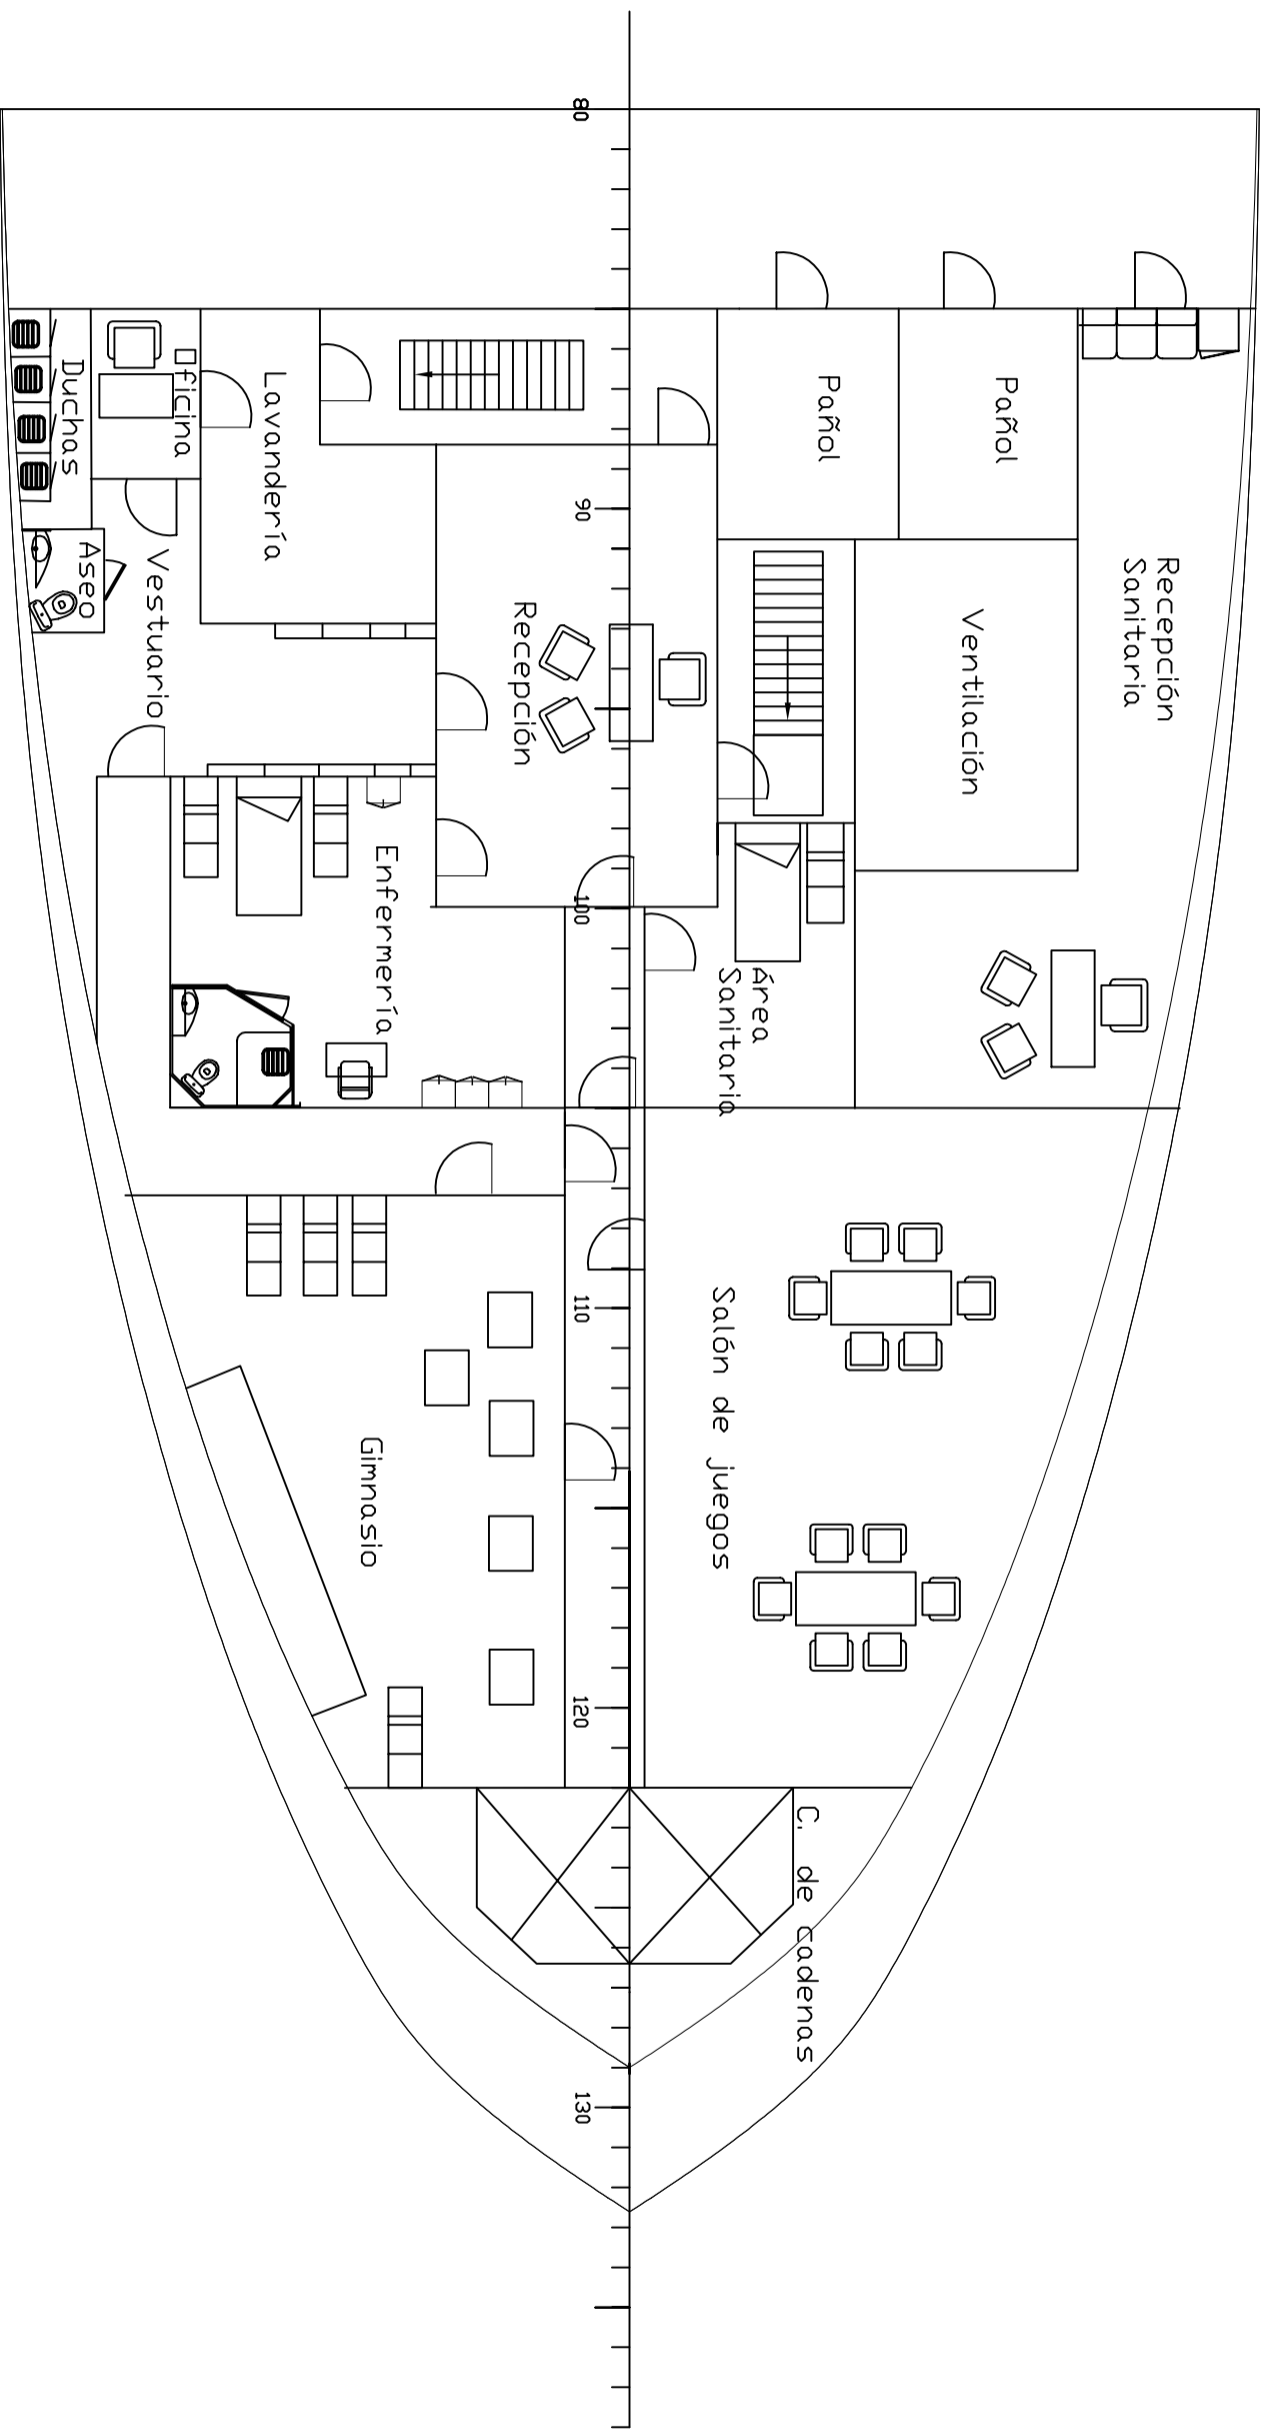 80
90
100
110
120
130
Recepción
Sanitaria
Pañol
Pañol
Ventilación
Recepción
Lavandería
Oficina
Duchas
Aseo
Vestuario
Enfermería
Área
Sanitaria
Salón de juegos
Gimnasio
C. de cadenas